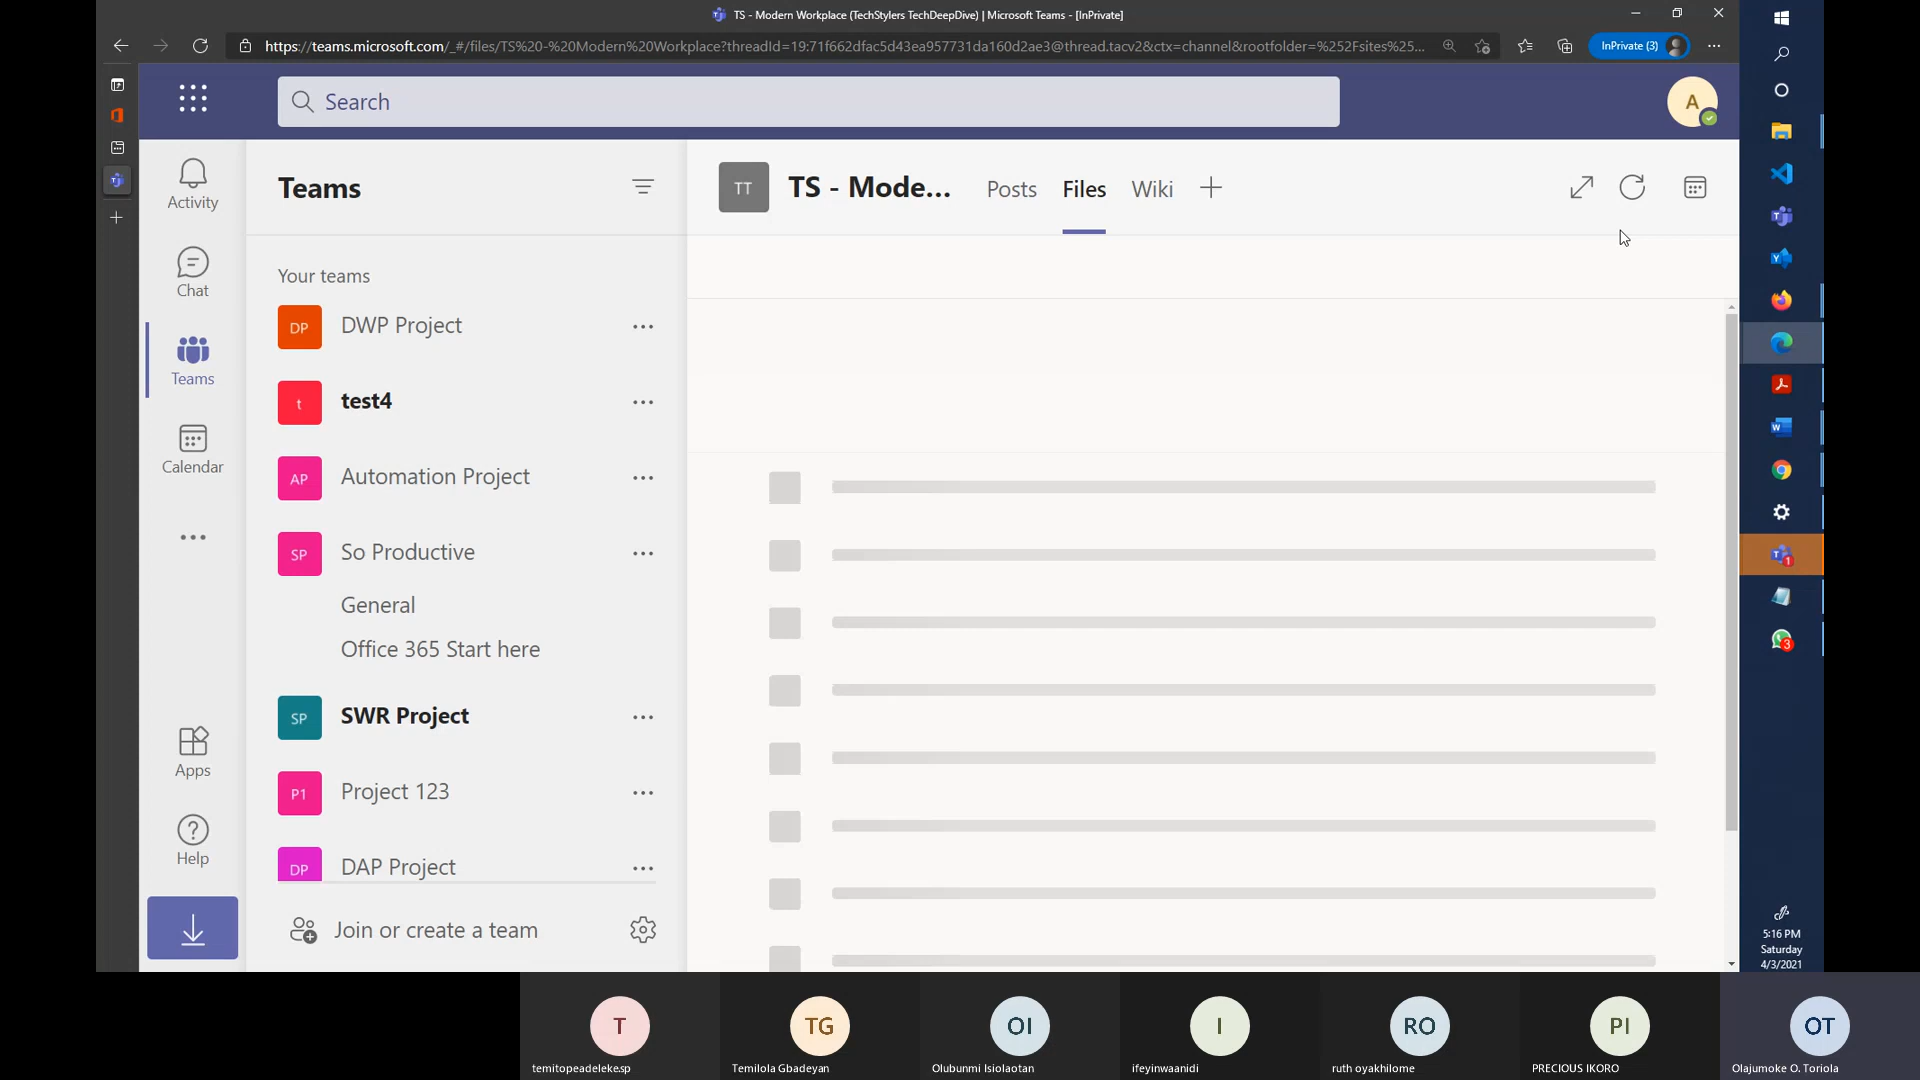 TS - Modern Workplace (TechStylers TechDeepDive) | Microsoft Teams - [InPrivate]
https://teams.microsoft.com/_#/files/TS%20-%20Modern%20Workplace?threadId=19:71f662dfac5d43ea957731da160d2ae3@thread.tacv2&ctx=channel&rootfolder=%252Fsites%25...
InPrivate (3)
Search
A
Activity
Chat
Teams
Calendar
Apps
Help
Teams
Your teams
DP DWP Project
t test4
AP Automation Project
SP So Productive
General
Office 365 Start here
SP SWR Project
P1 Project 123
DP DAP Project
Join or create a team
TT TS - Mode... Posts Files Wiki
1
3
5:16 PM
Saturday
4/3/2021
T
temitopeadeleke.sp
TG
Temilola Gbadeyan
OI
Olubunmi Isiolaotan
I
ifeyinwaanidi
RO
ruth oyakhilome
PI
PRECIOUS IKORO
OT
Olajumoke O. Toriola